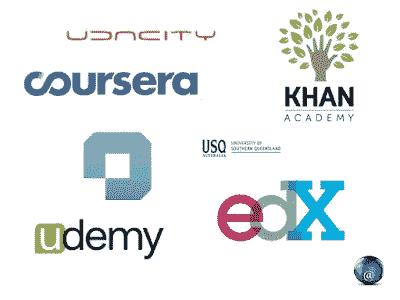 UDACITY
coursera
KHAN
ACADEMY
USQ
AUSTRALIA
UNIVERSITY OF
SOUTHERN QUEENSLAND
edX
udemy
@